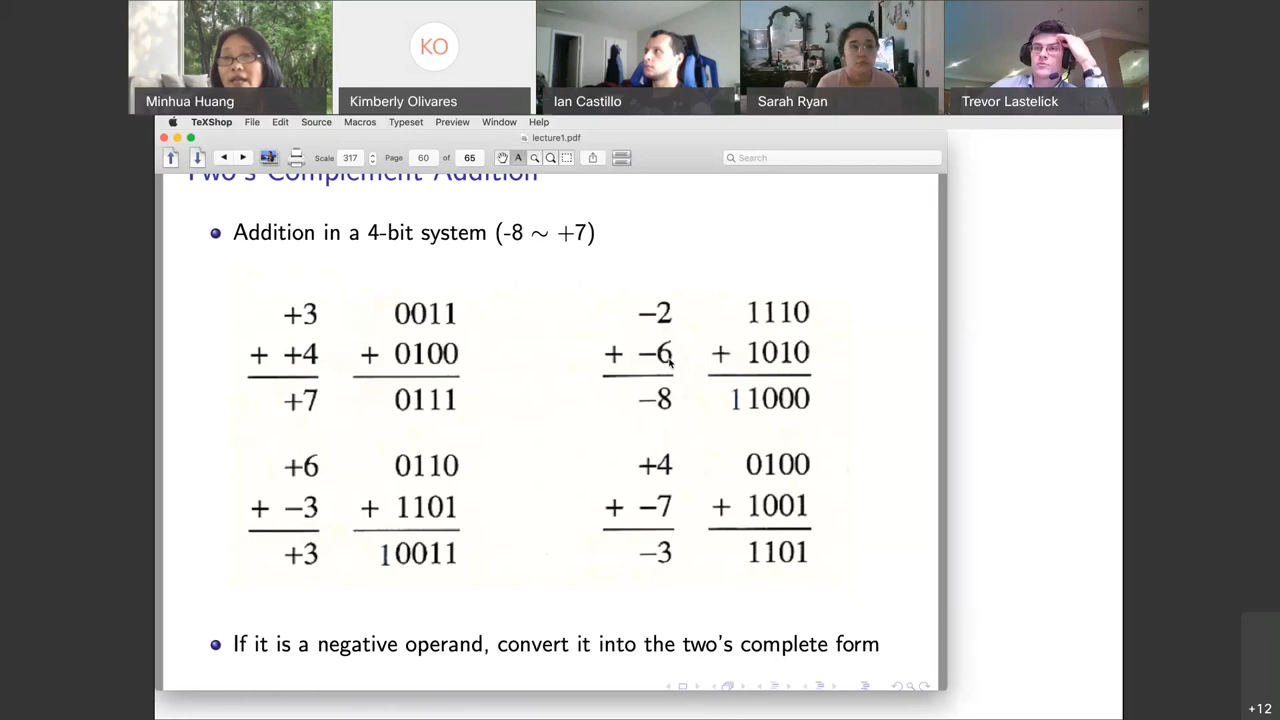 KO
Minhua Huang
Kimberly Olivares
Ian Castillo
Sarah Ryan
Trevor Lastelick
TeXShop File Edit Source Macros Typeset Preview Window Help
lecture1.pdf
Scale 317 Page 60 of 65 A Search
Two's Complement Addition
Addition in a 4-bit system (-8 ∼ +7)
+3 0011 −2 1110
+ +4 + 0100 + −6 + 1010
+7 0111 −8 11000
+6 0110 +4 0100
+ −3 + 1101 + −7 + 1001
+3 10011 −3 1101
If it is a negative operand, convert it into the two's complete form
+12